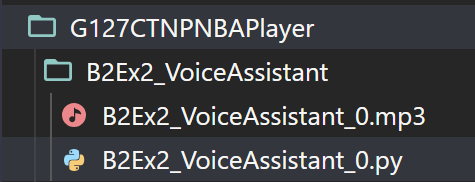 G127CTNPNBAPlayer
B2Ex2_VoiceAssistant
B2Ex2_VoiceAssistant_0.mp3
B2Ex2_VoiceAssistant_0.py